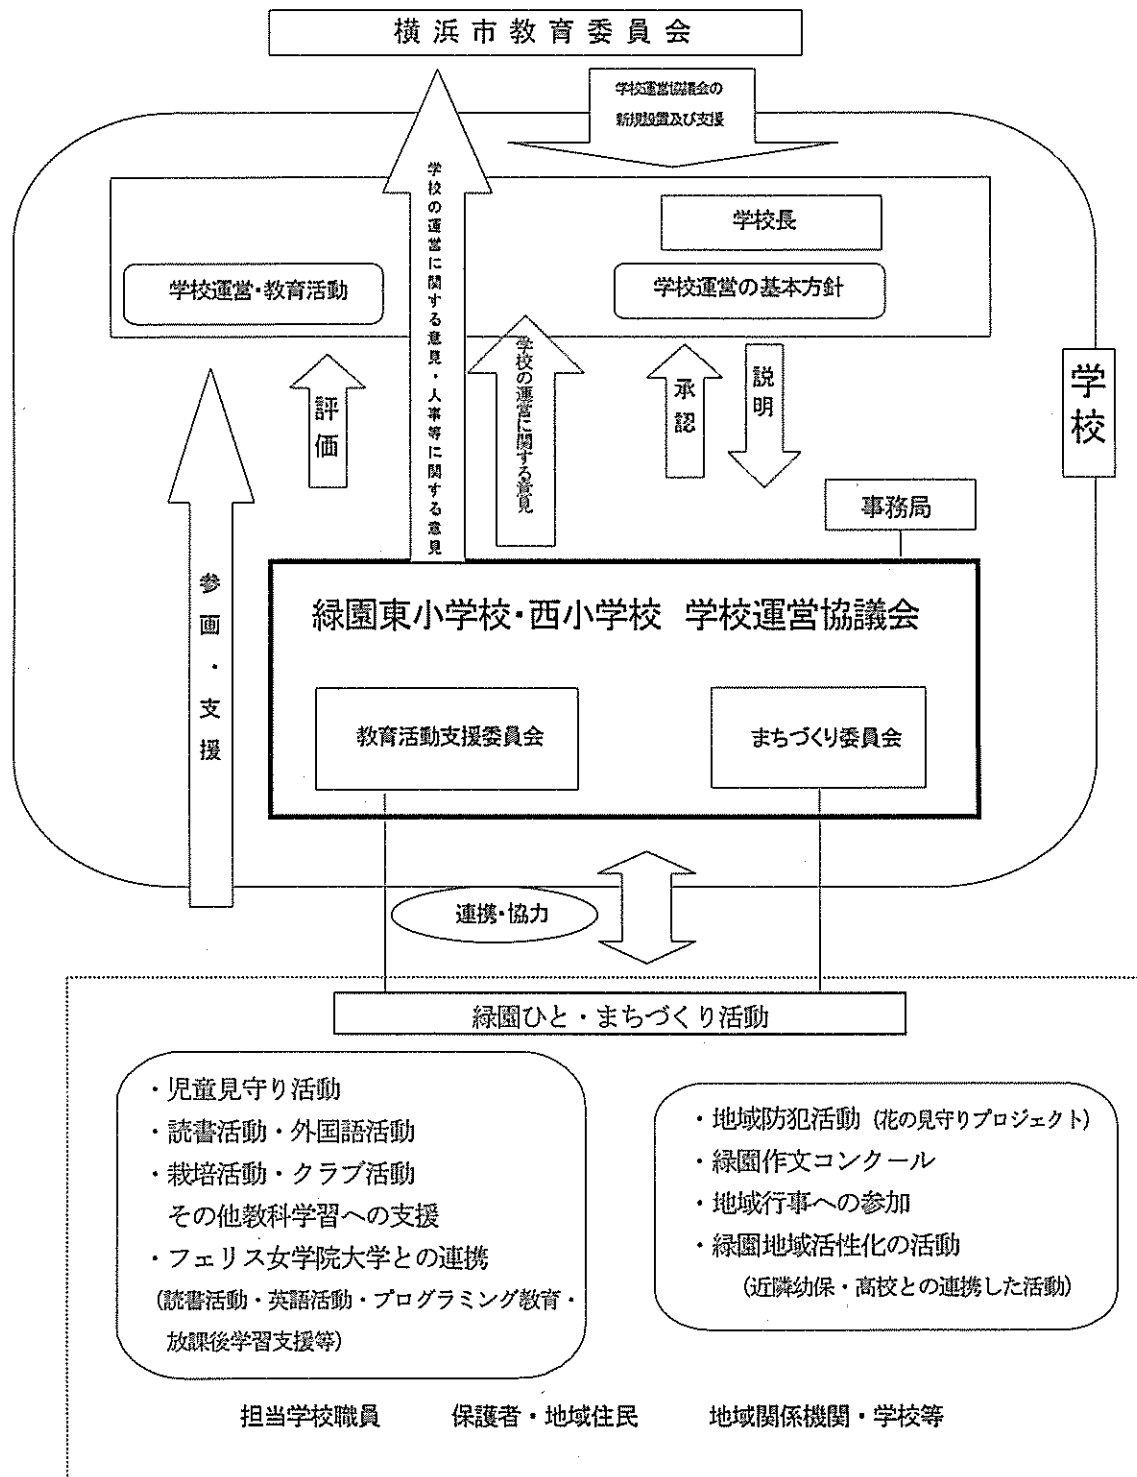 横浜市教育委員会
学校運営協議会の
新規設置及び支援
学校の運営に関する意見・人事等に関する意見
学校長
学校運営・教育活動
学校運営の基本方針
学校の運営に関する意見
評価
承認
説明
学校
事務局
参画・支援
緑園東小学校・西小学校 学校運営協議会
教育活動支援委員会
まちづくり委員会
連携・協力
緑園ひと・まちづくり活動
・児童見守り活動
・読書活動・外国語活動
・栽培活動・クラブ活動
その他教科学習への支援
・フェリス女学院大学との連携
(読書活動・英語活動・プログラミング教育・
放課後学習支援等)
・地域防犯活動(花の見守りプロジェクト)
・緑園作文コンクール
・地域行事への参加
・緑園地域活性化の活動
(近隣幼保・高校との連携した活動)
担当学校職員 保護者・地域住民 地域関係機関・学校等